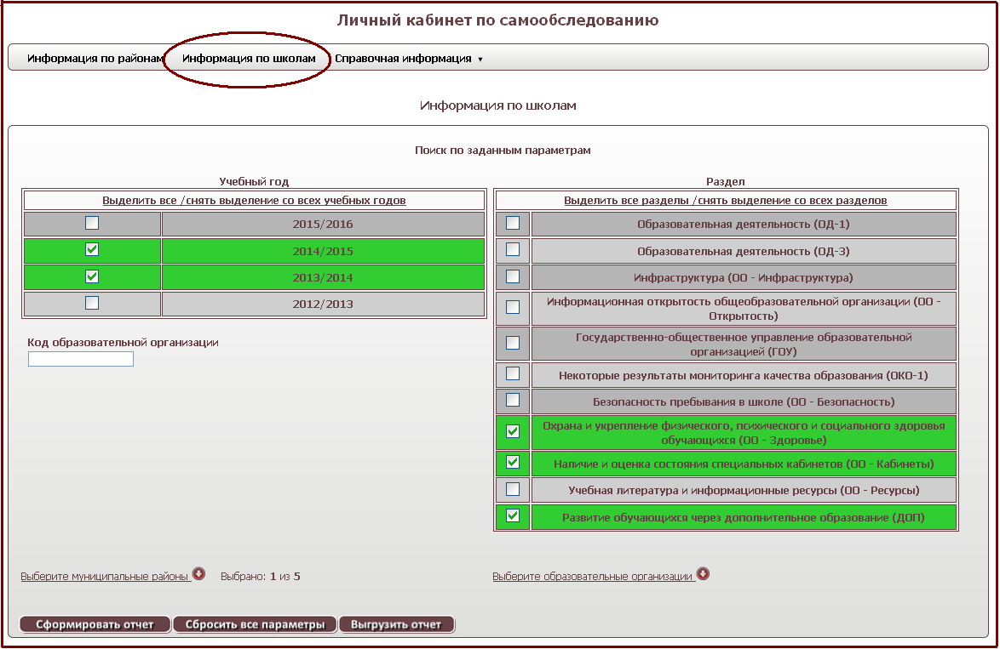 Личный кабинет по самообследованию
Информация по районам Информация по школам Справочная информация ▼
Информация по школам
Поиск по заданным параметрам
Учебный год
Выделить все /снять выделение со всех учебных годов
2015/2016
2014/2015
2013/2014
2012/2013
Код образовательной организации
Раздел
Выделить все разделы /снять выделение со всех разделов
Образовательная деятельность (ОД-1)
Образовательная деятельность (ОД-3)
Инфраструктура (ОО - Инфраструктура)
Информационная открытость общеобразовательной организации (ОО -
Открытость)
Государственно-общественное управление образовательной
организацией (ГОУ)
Некоторые результаты мониторинга качества образования (ОКО-1)
Безопасность пребывания в школе (ОО - Безопасность)
Охрана и укрепление физического, психического и социального здоровья
обучающихся (ОО - Здоровье)
Наличие и оценка состояния специальных кабинетов (ОО - Кабинеты)
Учебная литература и информационные ресурсы (ОО - Ресурсы)
Развитие обучающихся через дополнительное образование (ДОП)
Выберите муниципальные районы Выбрано: 1 из 5
Выберите образовательные организации
Сформировать отчет Сбросить все параметры Выгрузить отчет